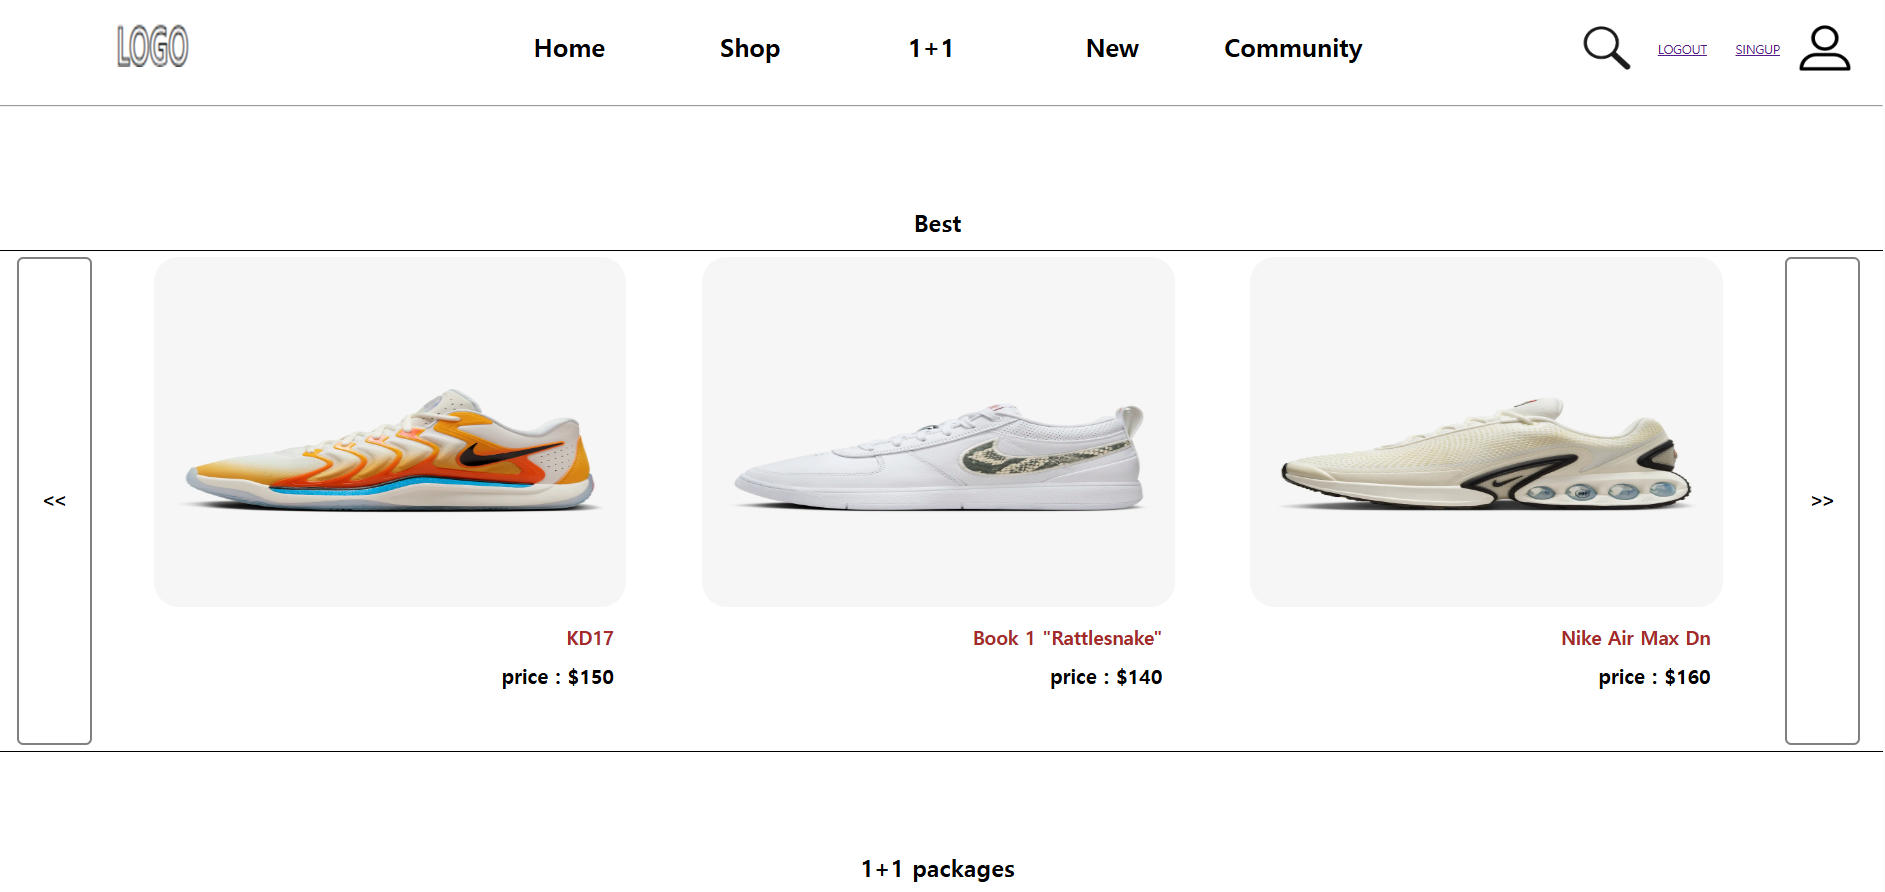 LOGO Home Shop 1+1 New Community LOGOUT SINGUP
Best
<< >>
KD17 Book 1 "Rattlesnake" Nike Air Max Dn
price : $150 price : $140 price : $160
1+1 packages